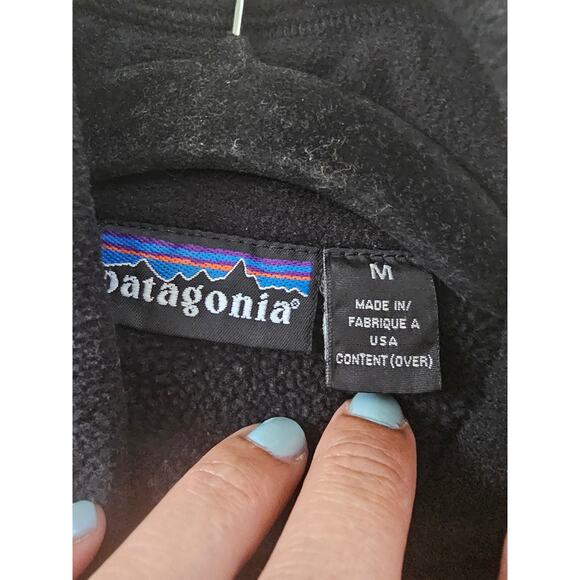 patagonia®
M
MADE IN/
FABRIQUE A
USA
CONTENT (OVER)